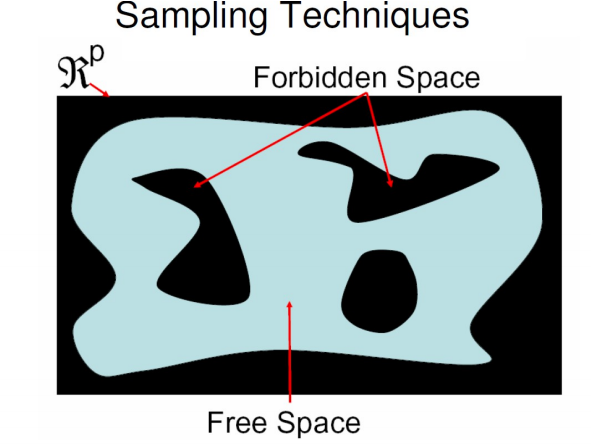 Sampling Techniques
ℜᵖ
Forbidden Space
Free Space